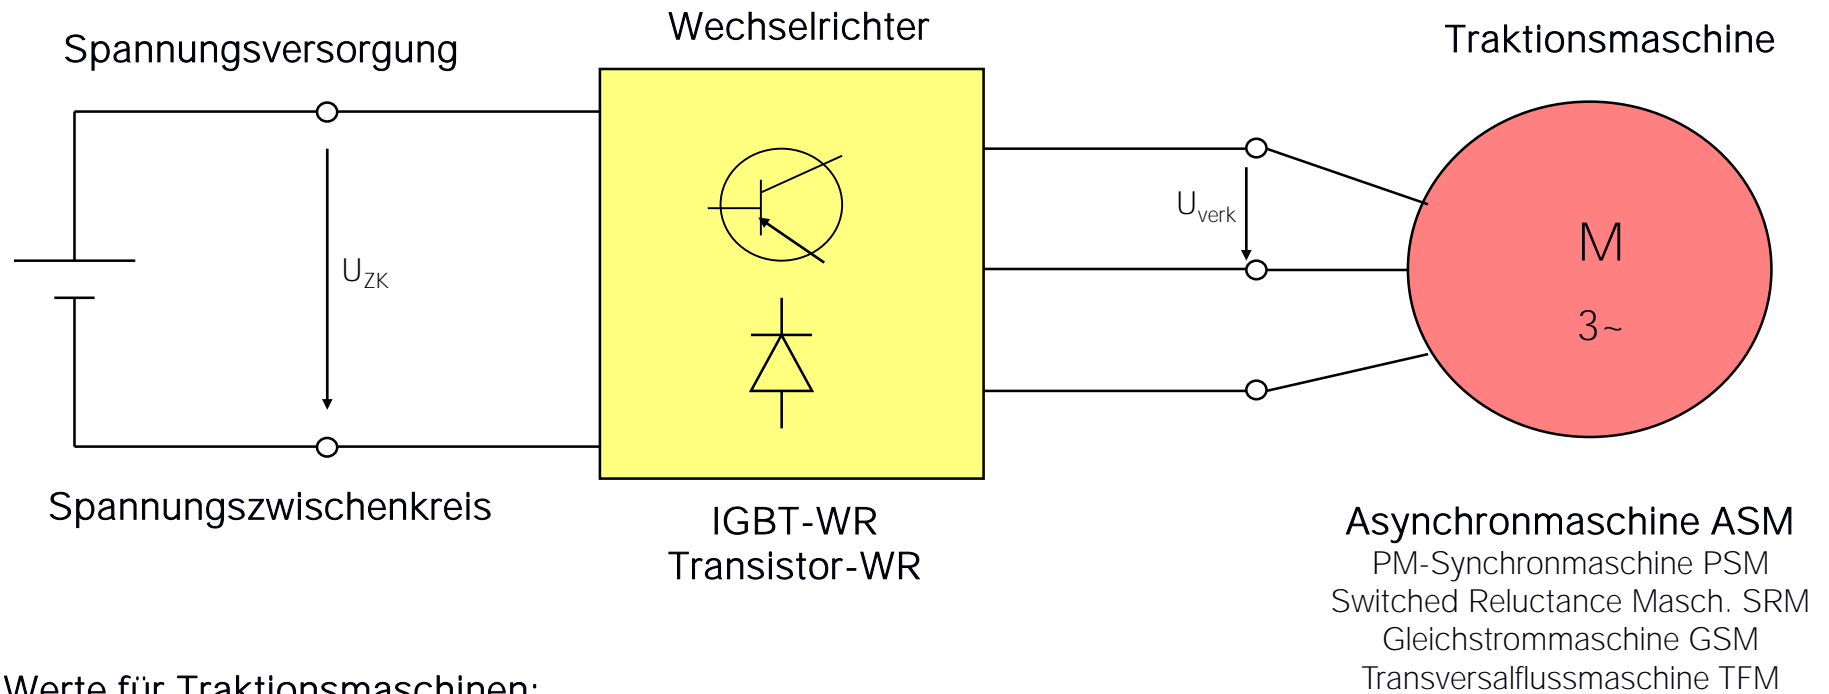 Spannungsversorgung
Wechselrichter
Traktionsmaschine
U_ZK
U_verk
M
3~
Spannungszwischenkreis
IGBT-WR
Transistor-WR
Asynchronmaschine ASM
PM-Synchronmaschine PSM
Switched Reluctance Masch. SRM
Gleichstrommaschine GSM
Transversalflussmaschine TFM
Werte für Traktionsmaschinen: